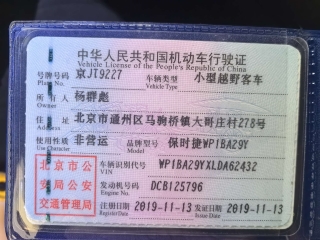 中华人民共和国机动车行驶证
Vehicle License of the People's Republic of China
号牌号码 京JT9227 车辆类型 小型越野客车
Plate No. Vehicle Type
所有人 杨群彪
Owner
住址 北京市通州区马驹桥镇大葛庄村278号
Address
使用性质 非营运 品牌型号 保时捷WP1BA29Y
Use Character Model
北京市公
安局公安
交通管理局
车辆识别代号 WP1BA29YXLDA62432
VIN
发动机号码 DCB125796
Engine No.
注册日期 2019-11-13 发证日期 2019-11-13
Register Date Issue Date